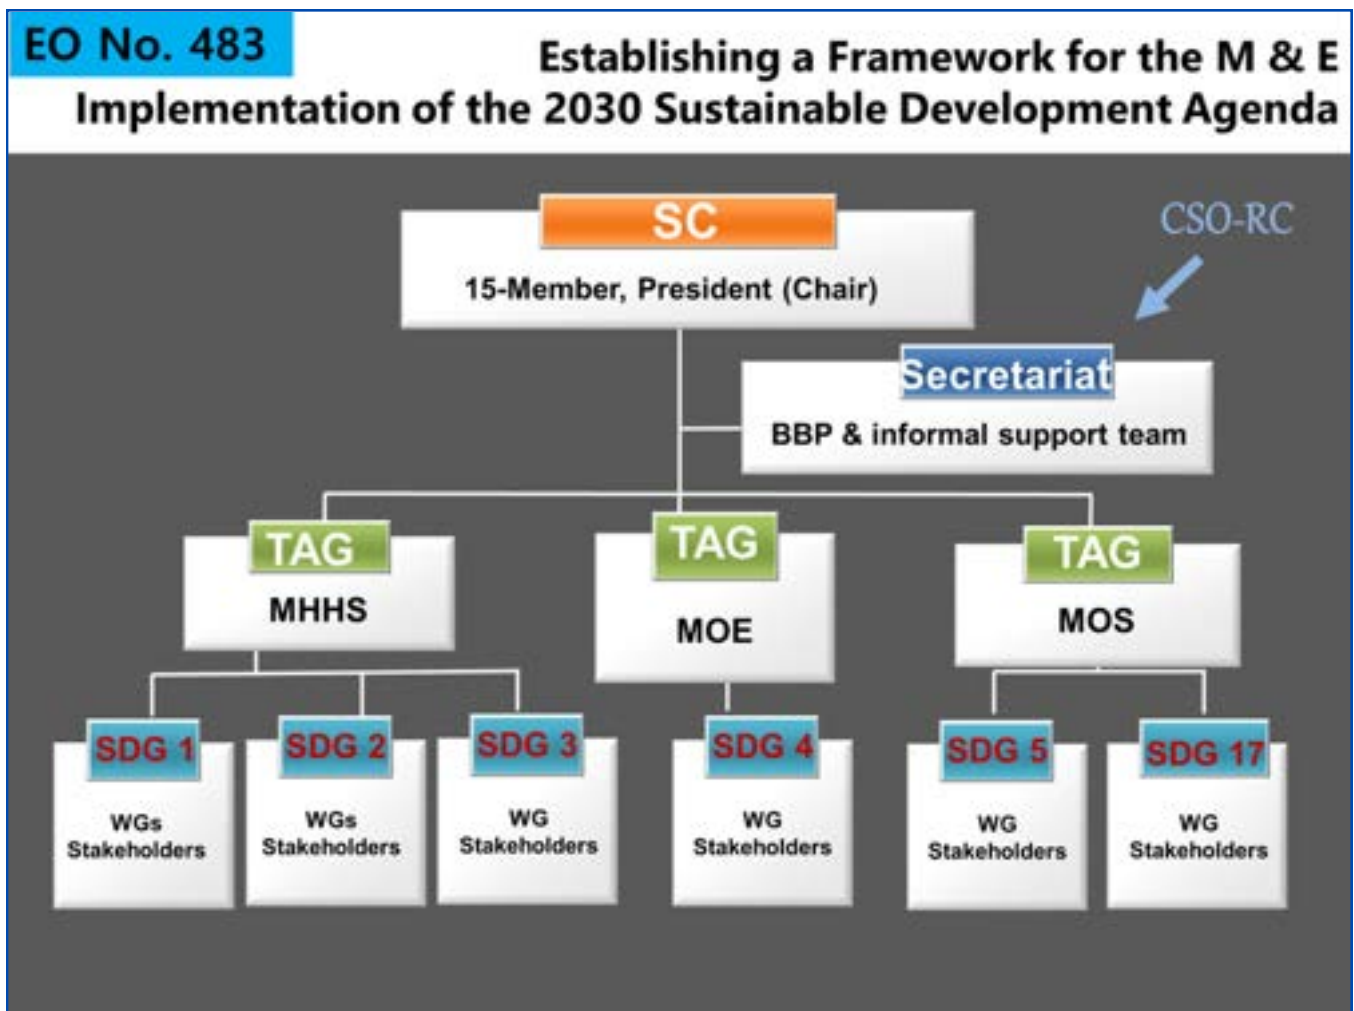 EO No. 483
Establishing a Framework for the M & E
Implementation of the 2030 Sustainable Development Agenda
SC
15-Member, President (Chair)
CSO-RC
Secretariat
BBP & informal support team
TAG
MHHS
TAG
MOE
TAG
MOS
SDG 1
WGs
Stakeholders
SDG 2
WGs
Stakeholders
SDG 3
WG
Stakeholders
SDG 4
WG
Stakeholders
SDG 5
WG
Stakeholders
SDG 17
WG
Stakeholders